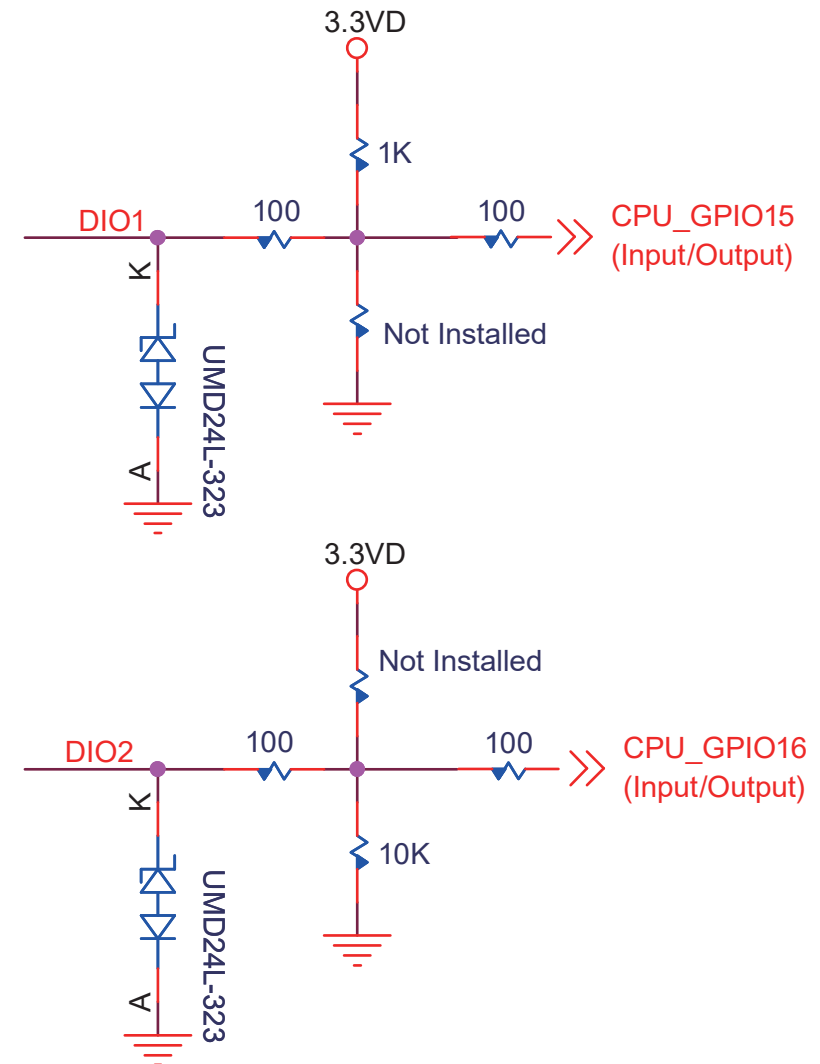 3.3VD
1K
DIO1
100
100
CPU_GPIO15
(Input/Output)
K
Not Installed
UMD24L-323
A
3.3VD
Not Installed
DIO2
100
100
CPU_GPIO16
(Input/Output)
K
10K
UMD24L-323
A